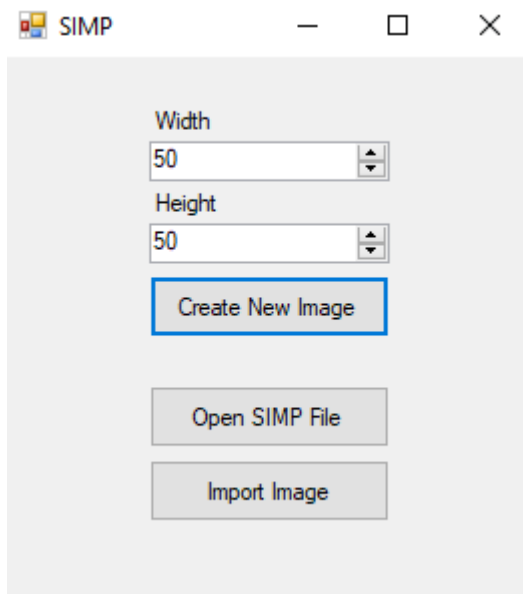 SIMP
Width
50
Height
50
Create New Image
Open SIMP File
Import Image